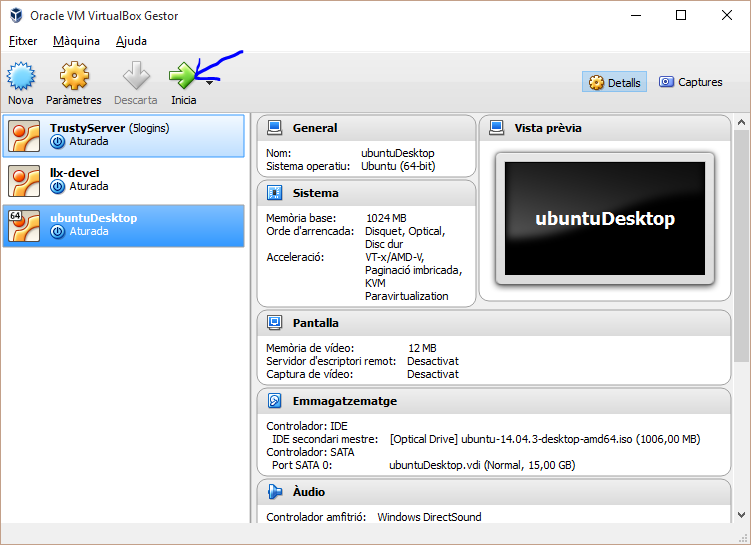 Oracle VM VirtualBox Gestor
Fitxer Màquina Ajuda
Nova Paràmetres Descarta Inicia
Detalls Captures
TrustyServer (5logins)
Aturada
llx-devel
Aturada
64 ubuntuDesktop
Aturada
General
Nom: ubuntuDesktop
Sistema operatiu: Ubuntu (64-bit)
Sistema
Memòria base: 1024 MB
Orde d'arrencada: Disquet, Optical,
Disc dur
Acceleració: VT-x/AMD-V,
Paginació imbricada,
KVM
Paravirtualization
Vista prèvia
ubuntuDesktop
Pantalla
Memòria de vídeo: 12 MB
Servidor d'escriptori remot: Desactivat
Captura de vídeo: Desactivat
Emmagatzematge
Controlador: IDE
IDE secundari mestre: [Optical Drive] ubuntu-14.04.3-desktop-amd64.iso (1006,00 MB)
Controlador: SATA
Port SATA 0: ubuntuDesktop.vdi (Normal, 15,00 GB)
Àudio
Controlador amfitrió: Windows DirectSound